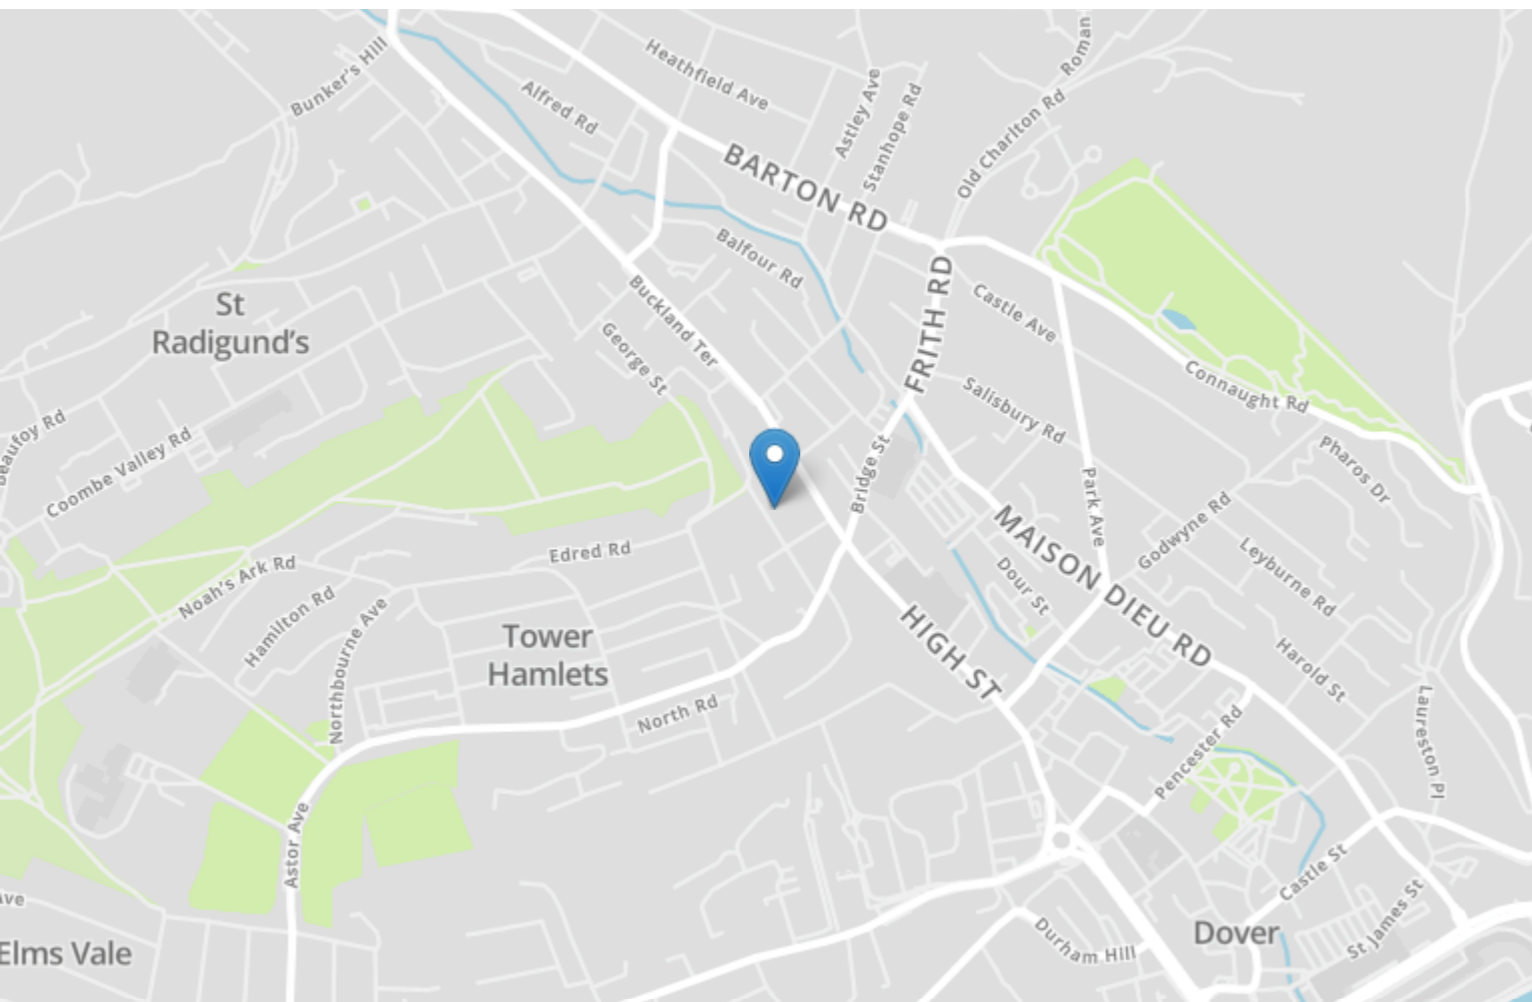 Bunker's Hill
Heathfield Ave
Alfred Rd
Astley Ave
Stanhope Rd
Roman
Old Charlton Rd
BARTON RD
Balfour Rd
FRITH RD
Castle Ave
St
Radigund's
Buckland Ter
George St
Connaught Rd
Salisbury Rd
Beaufoy Rd
Coombe Valley Rd
Bridge St
Park Ave
Pharos Dr
Godwyne Rd
MAISON DIEU RD
Leyburne Rd
Edred Rd
Noah's Ark Rd
Hamilton Rd
Northbourne Ave
Dour St
Tower
Hamlets
HIGH ST
Harold St
North Rd
Laureston Pl
Pencester Rd
Astor Ave
Castle St
Ave
St James St
Elms Vale
Durham Hill
Dover